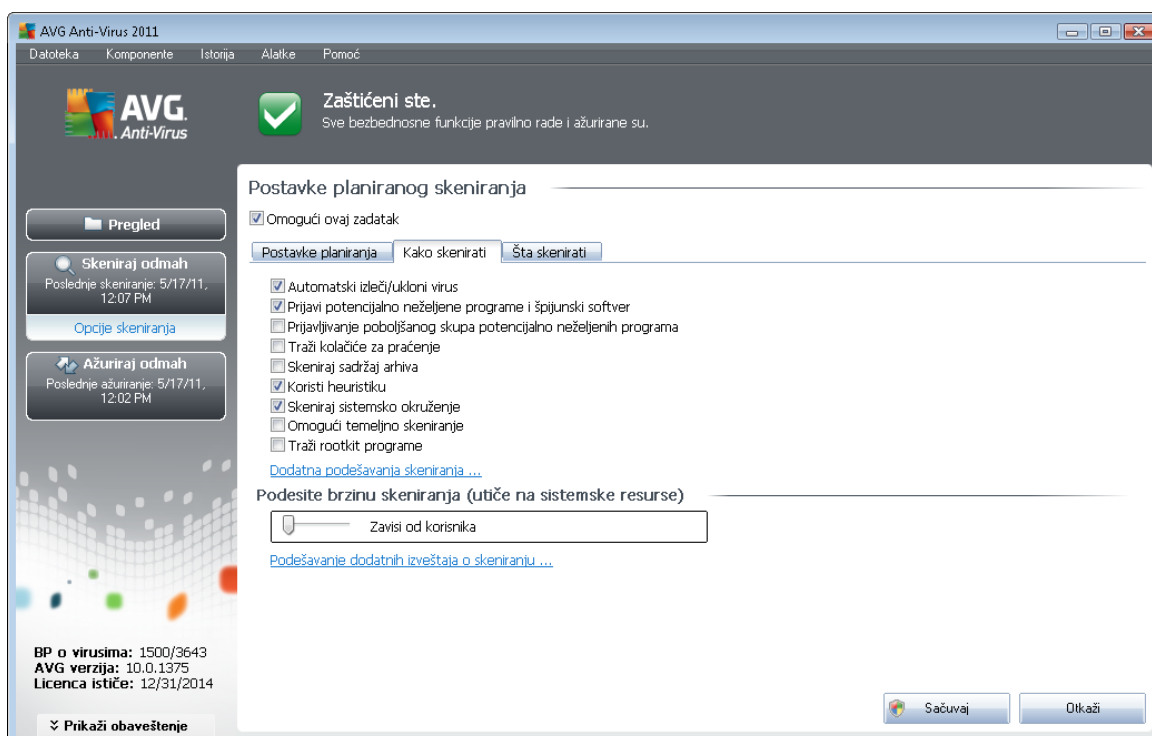 AVG Anti-Virus 2011
Datoteka Komponente Istorija Alatke Pomoć
AVG.
Anti-Virus
Zaštićeni ste.
Sve bezbednosne funkcije pravilno rade i ažurirane su.
Pregled
Skeniraj odmah
Poslednje skeniranje: 5/17/11,
12:07 PM
Opcije skeniranja
Ažuriraj odmah
Poslednje ažuriranje: 5/17/11,
12:02 PM
BP o virusima: 1500/3643
AVG verzija: 10.0.1375
Licenca ističe: 12/31/2014
Prikaži obaveštenje
Postavke planiranog skeniranja
Omogući ovaj zadatak
Postavke planiranja Kako skenirati Šta skenirati
Automatski izleči/ukloni virus
Prijavi potencijalno neželjene programe i špijunski softver
Prijavljivanje poboljšanog skupa potencijalno neželjenih programa
Traži kolačiće za praćenje
Skeniraj sadržaj arhiva
Koristi heuristiku
Skeniraj sistemsko okruženje
Omogući temeljno skeniranje
Traži rootkit programe
Dodatna podešavanja skeniranja ...
Podesite brzinu skeniranja (utiče na sistemske resurse)
Zavisi od korisnika
Podešavanje dodatnih izveštaja o skeniranju ...
Sačuvaj Otkaži